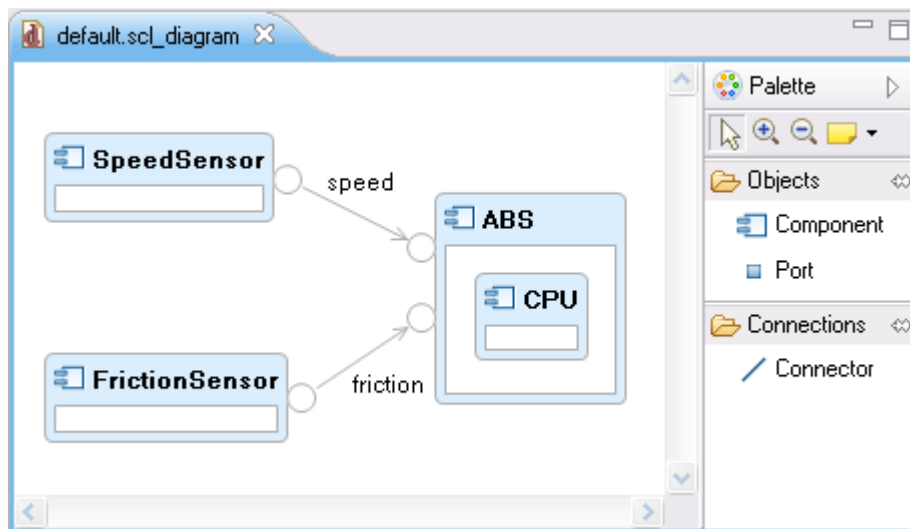 default.scl_diagram
Palette
SpeedSensor
speed
Objects
ABS
Component
Port
CPU
Connections
FrictionSensor
friction
Connector